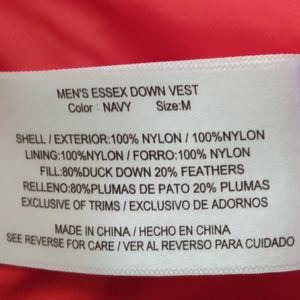 MEN'S ESSEX DOWN VEST
Color : NAVY Size:M
SHELL / EXTERIOR:100% NYLON / 100%NYLON
LINING:100%NYLON / FORRO:100% NYLON
FILL:80%DUCK DOWN 20% FEATHERS
RELLENO:80%PLUMAS DE PATO 20% PLUMAS
EXCLUSIVE OF TRIMS / EXCLUSIVO DE ADORNOS
MADE IN CHINA / HECHO EN CHINA
SEE REVERSE FOR CARE / VER AL REVERSO PARA CUIDADO